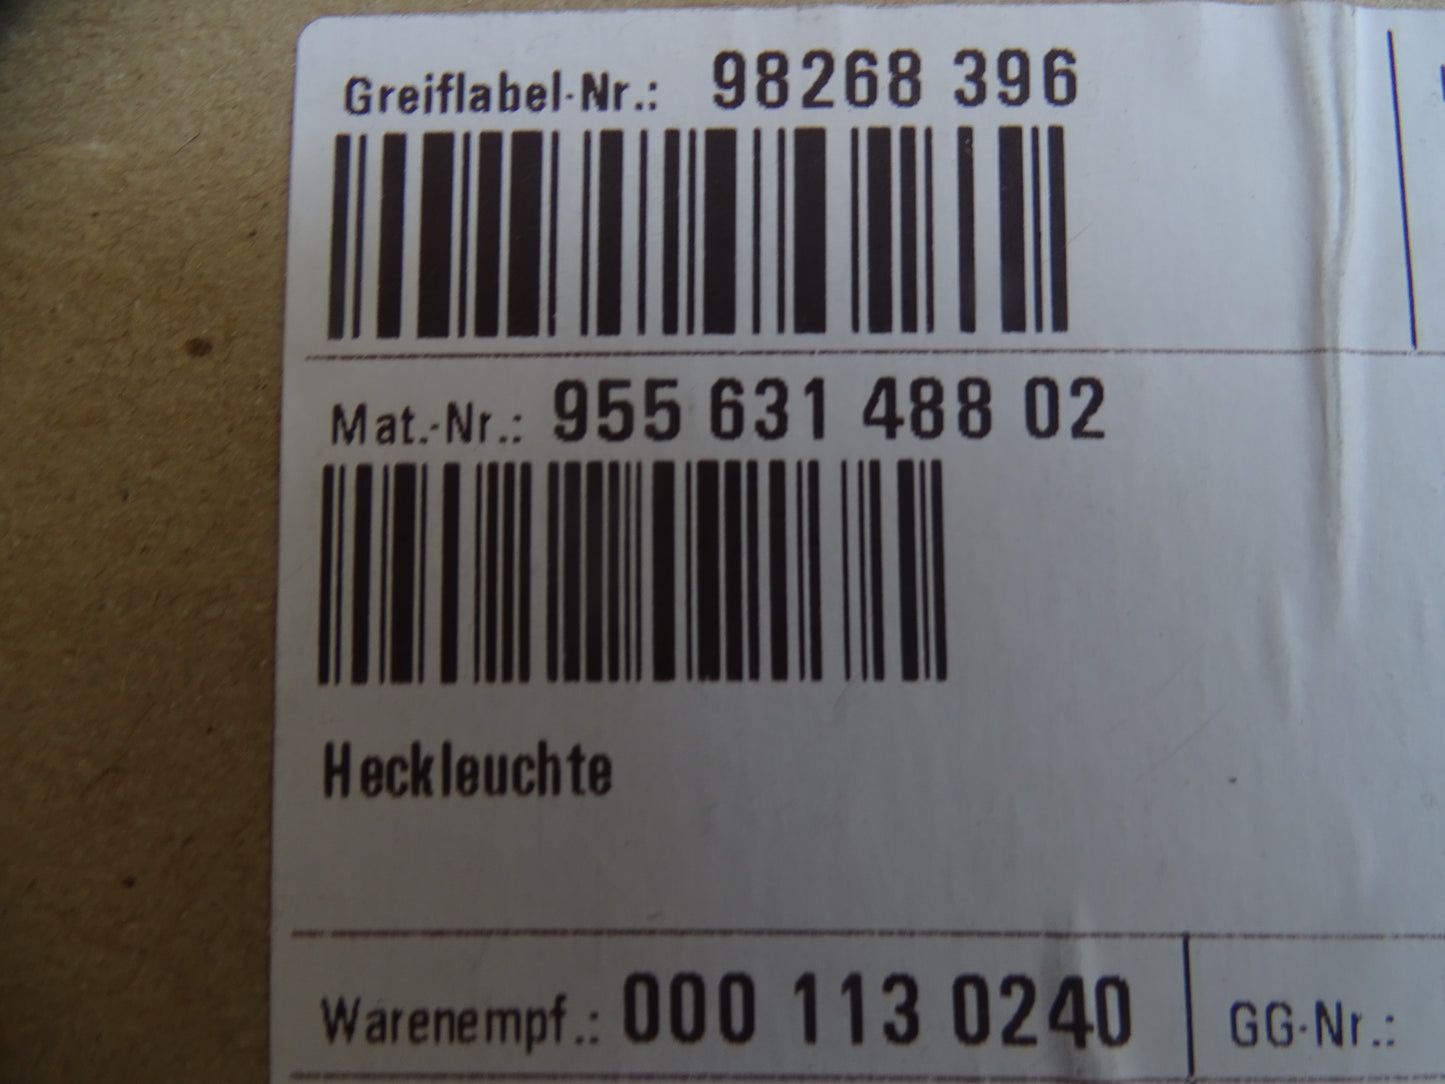 Greiflabel-Nr.: 98268 396
Mat.-Nr.: 955 631 488 02
Heckleuchte
Warenempf.: 000 113 0240
GG-Nr.: